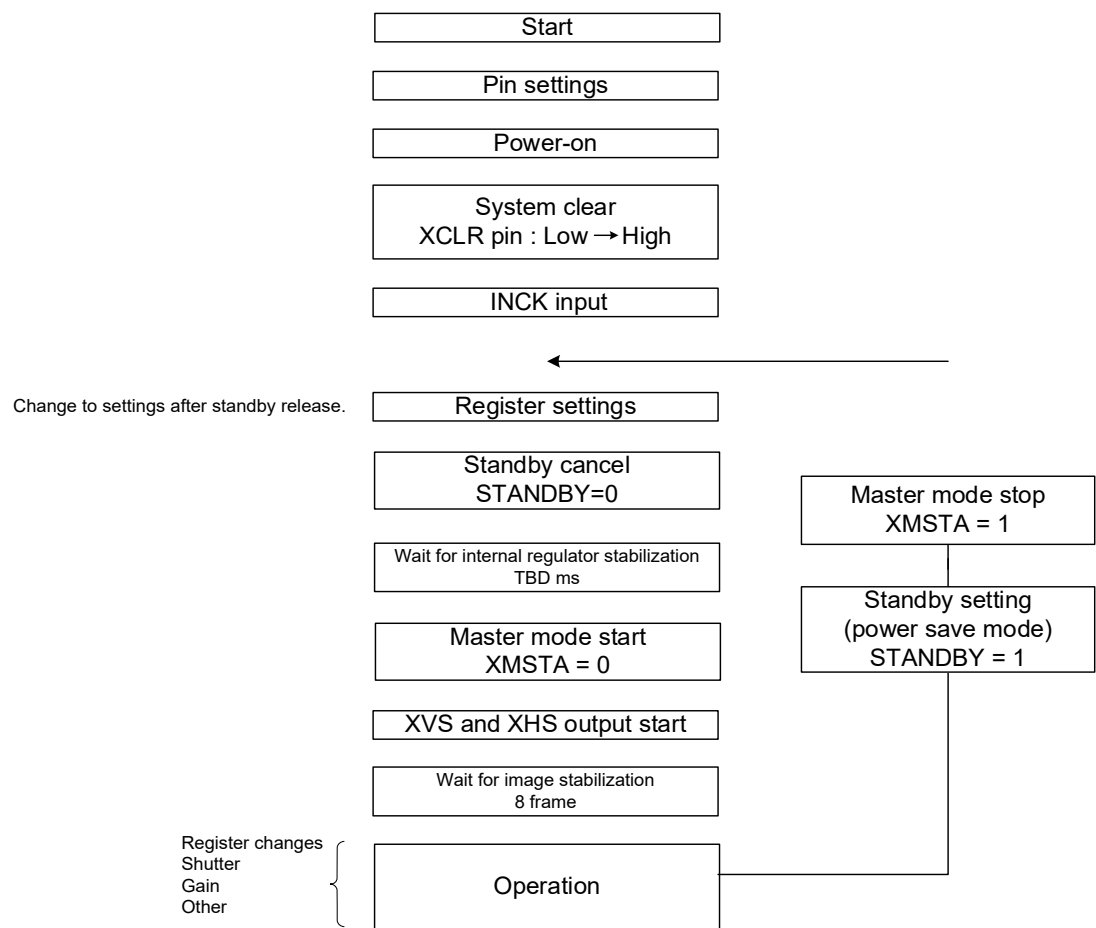 Start
Pin settings
Power-on
System clear
XCLR pin : Low → High
INCK input
Change to settings after standby release.
Register settings
Standby cancel
STANDBY=0
Wait for internal regulator stabilization
TBD ms
Master mode start
XMSTA = 0
XVS and XHS output start
Wait for image stabilization
8 frame
Register changes
Shutter
Gain
Other
Operation
Master mode stop
XMSTA = 1
Standby setting
(power save mode)
STANDBY = 1